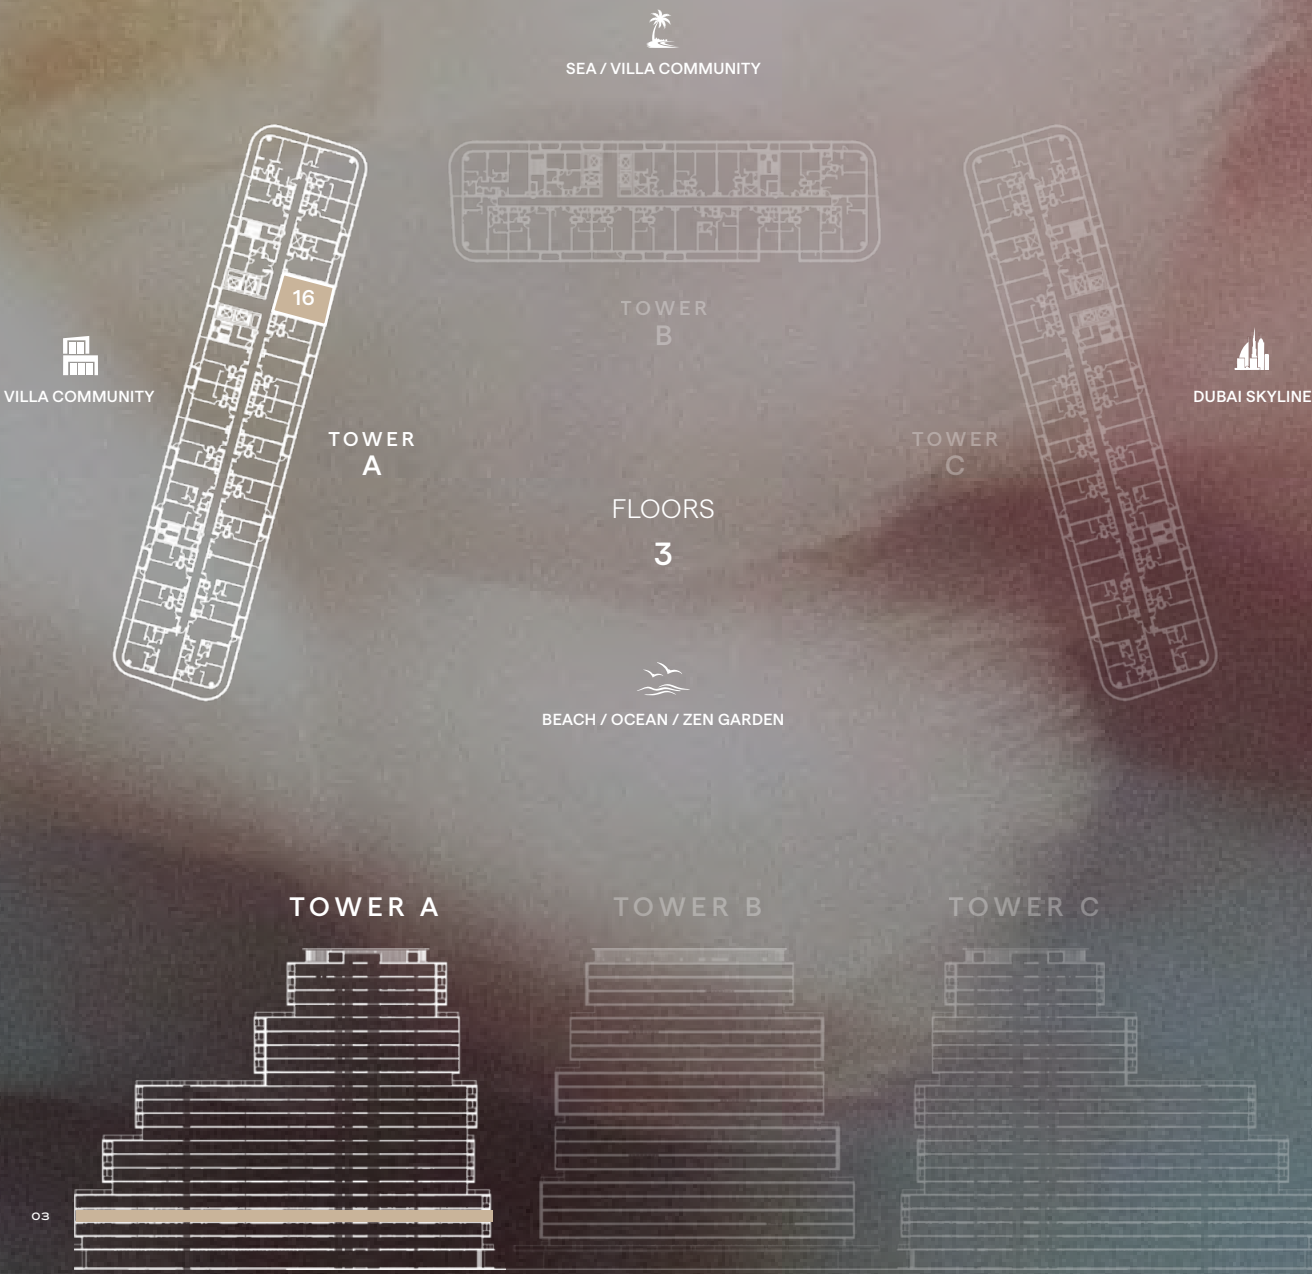 SEA / VILLA COMMUNITY
16
TOWER
B
VILLA COMMUNITY
DUBAI SKYLINE
TOWER
A
TOWER
C
FLOORS
3
BEACH / OCEAN / ZEN GARDEN
TOWER A
TOWER B
TOWER C
03